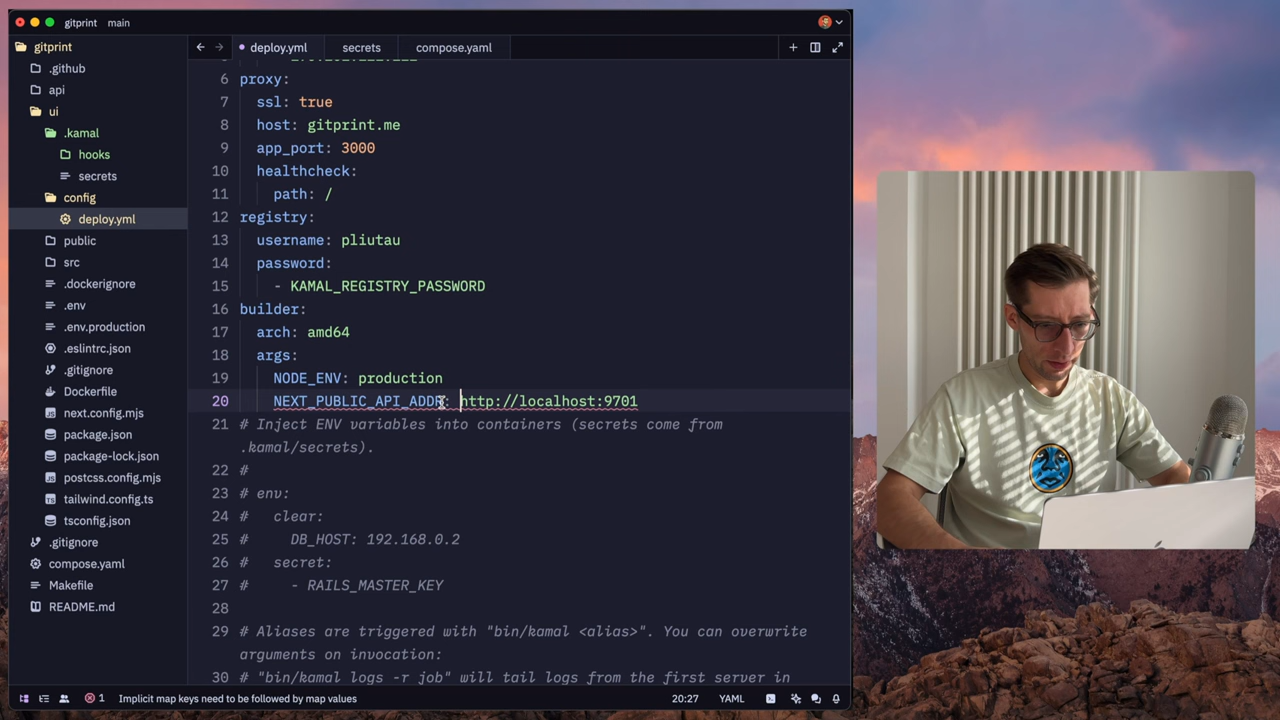 gitprint main
gitprint
.github
api
ui
.kamal
hooks
secrets
config
deploy.yml
public
src
.dockerignore
.env
.env.production
.eslintrc.json
.gitignore
Dockerfile
next.config.mjs
package.json
package-lock.json
postcss.config.mjs
tailwind.config.ts
tsconfig.json
.gitignore
compose.yaml
Makefile
README.md
deploy.yml secrets compose.yaml
6 proxy:
7 ssl: true
8 host: gitprint.me
9 app_port: 3000
10 healthcheck:
11 path: /
12 registry:
13 username: pliutau
14 password:
15 - KAMAL_REGISTRY_PASSWORD
16 builder:
17 arch: amd64
18 args:
19 NODE_ENV: production
20 NEXT_PUBLIC_API_ADDR: http://localhost:9701
21 # Inject ENV variables into containers (secrets come from
.kamal/secrets).
22 #
23 # env:
24 # clear:
25 # DB_HOST: 192.168.0.2
26 # secret:
27 # - RAILS_MASTER_KEY
28
29 # Aliases are triggered with "bin/kamal <alias>". You can overwrite
arguments on invocation:
30 # "bin/kamal logs -r job" will tail logs from the first server in
1 Implicit map keys need to be followed by map values 20:27 YAML